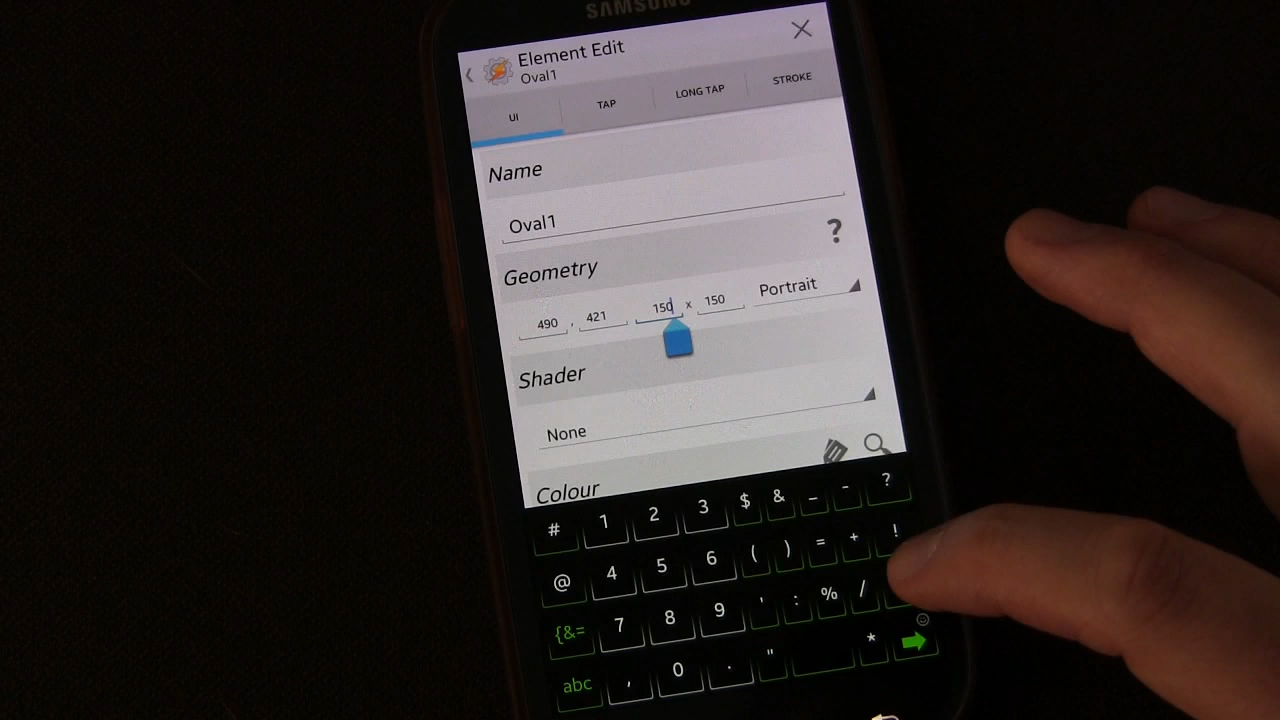 SAMSUNG
Element Edit
Oval1
UI TAP LONG TAP STROKE
Name
Oval1
Geometry ?
490 , 421 150 x 150 Portrait
Shader
None
Colour
# 1 2 3 $ & _ - ?
@ 4 5 6 ( ) = + !
{&= 7 8 9 ' : % /
abc , 0 . " *